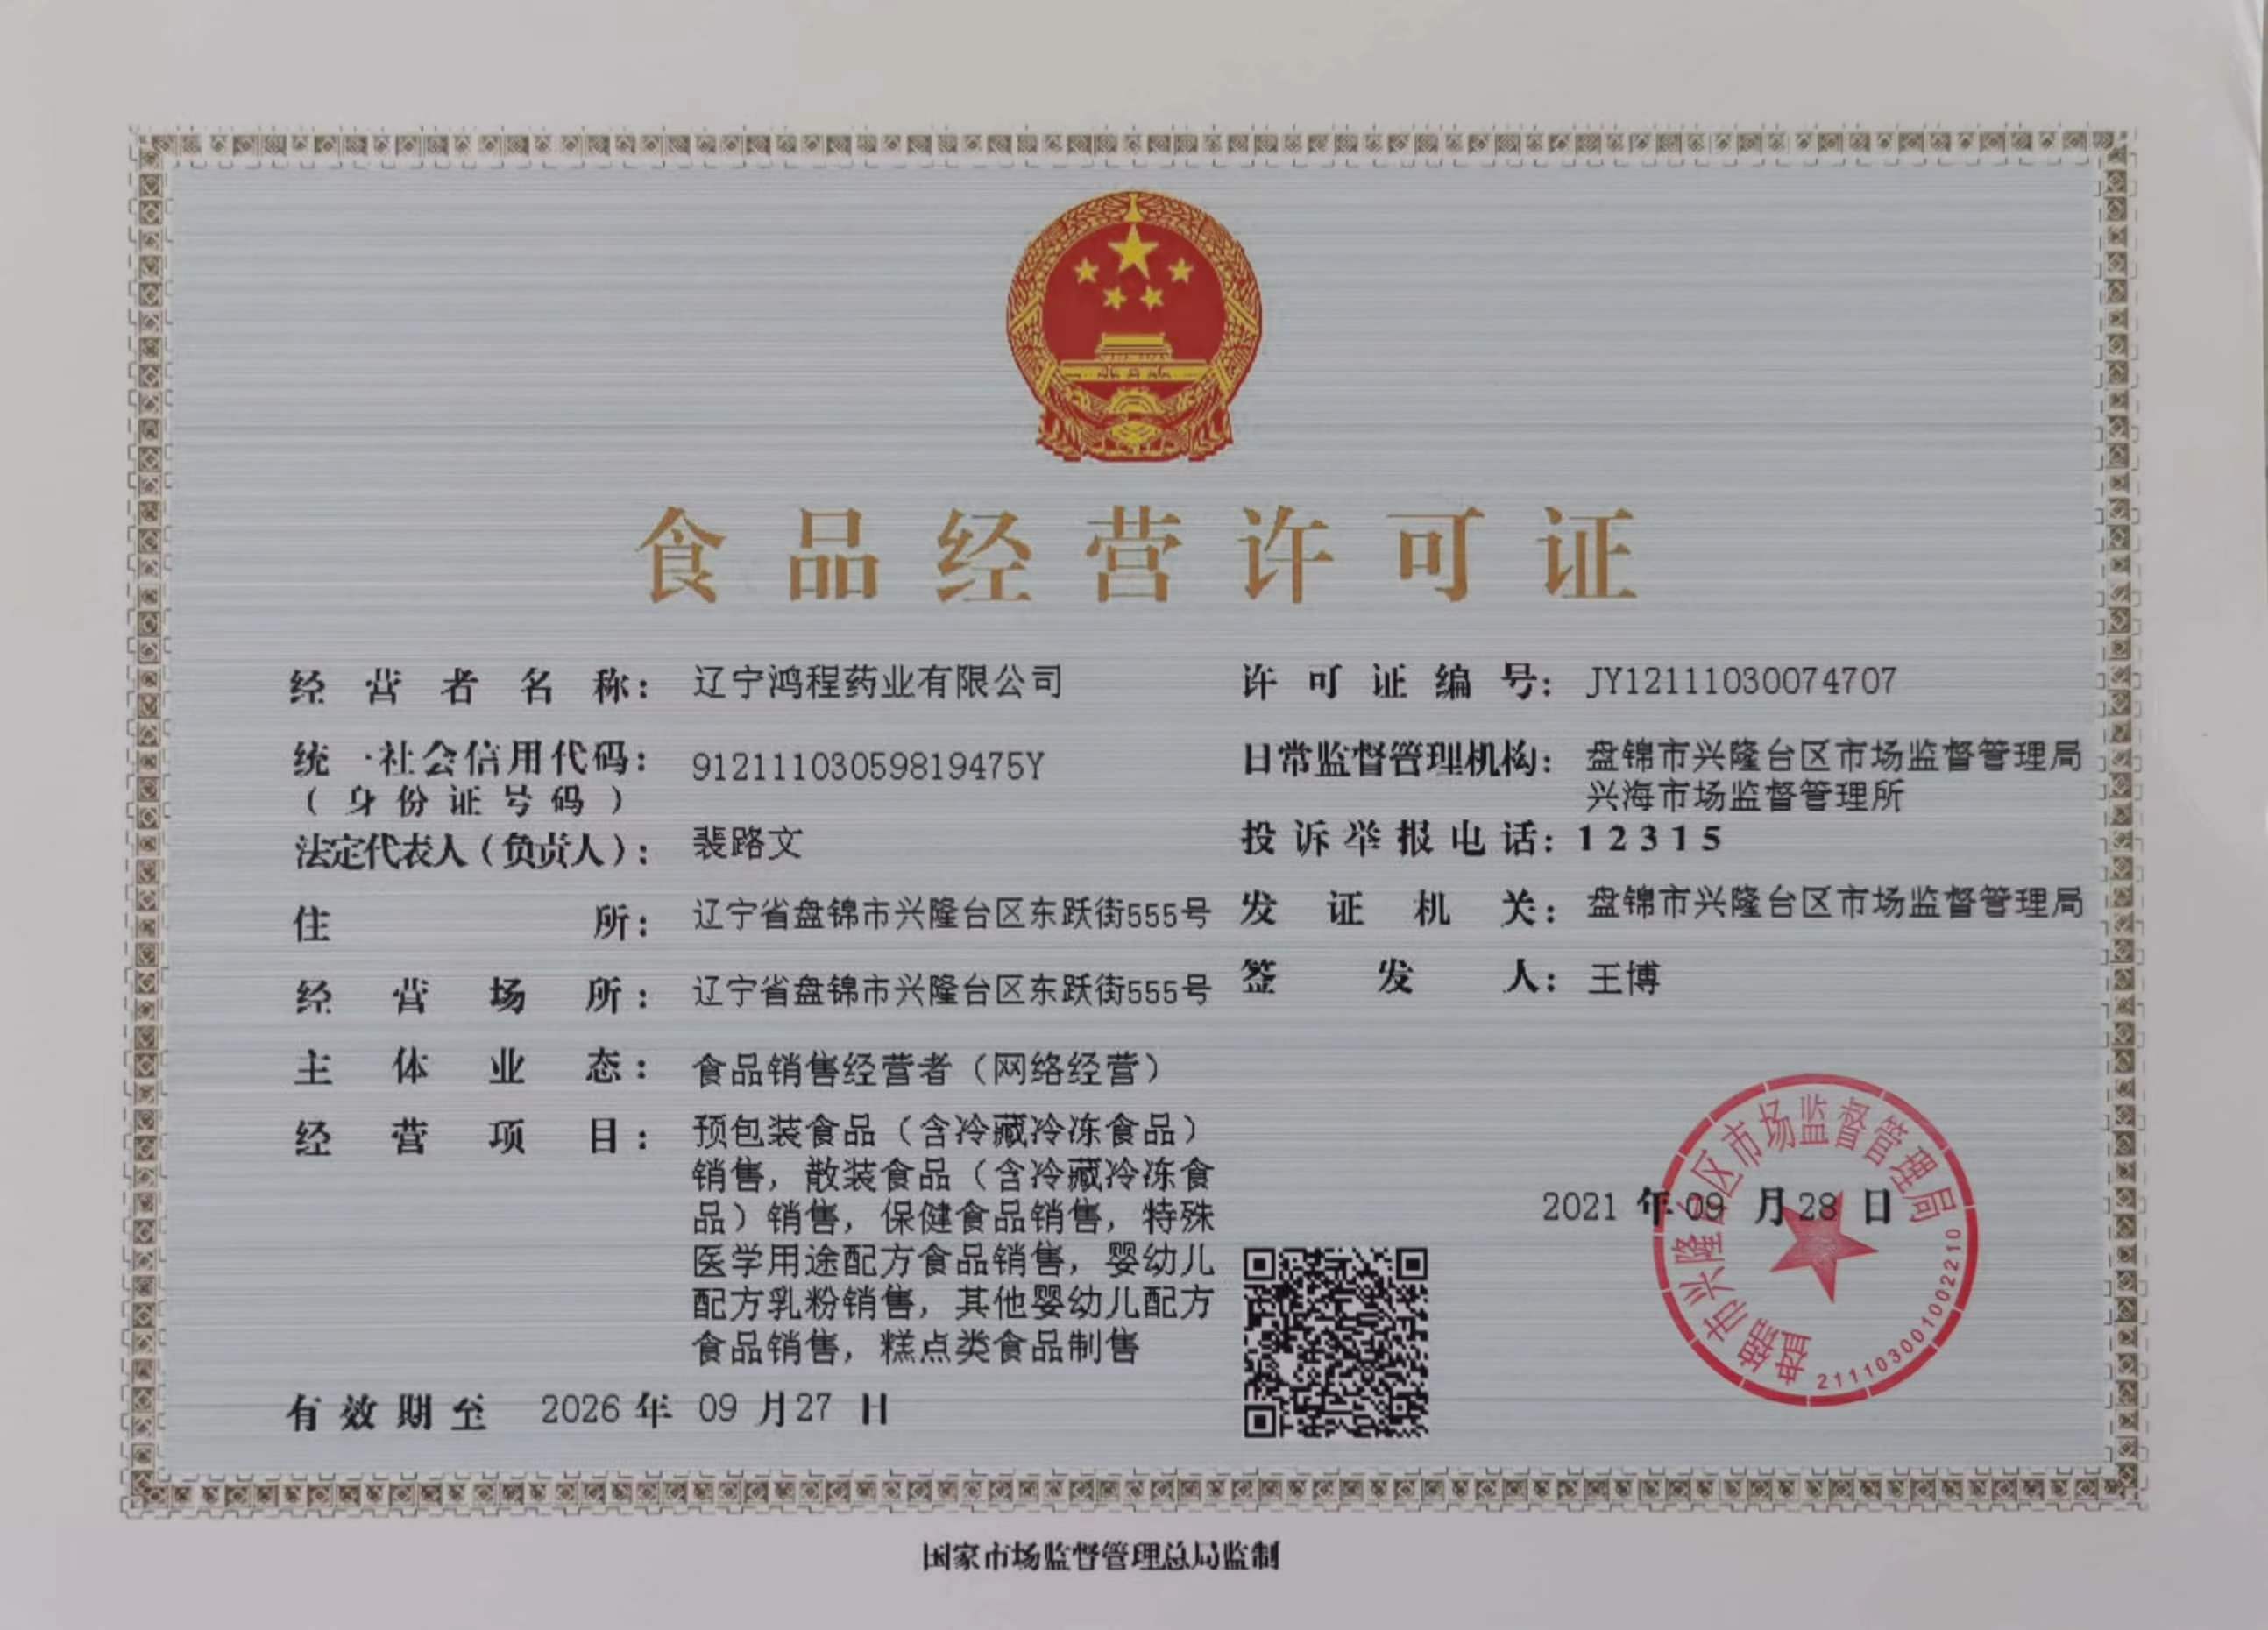 食品经营许可证
经营者名称：辽宁鸿程药业有限公司
统一社会信用代码：91211103059819475Y
（身份证号码）
法定代表人（负责人）：裴路文
住所：辽宁省盘锦市兴隆台区东跃街555号
经营场所：辽宁省盘锦市兴隆台区东跃街555号
主体业态：食品销售经营者（网络经营）
经营项目：预包装食品（含冷藏冷冻食品）
销售，散装食品（含冷藏冷冻食
品）销售，保健食品销售，特殊
医学用途配方食品销售，婴幼儿
配方乳粉销售，其他婴幼儿配方
食品销售，糕点类食品制售
有效期至 2026年09月27日
许可证编号：JY12111030074707
日常监督管理机构：盘锦市兴隆台区市场监督管理局
兴海市场监督管理所
投诉举报电话：12315
发证机关：盘锦市兴隆台区市场监督管理局
签发人：王博
2021年09月28日
盘锦市兴隆台区市场监督管理局
211103001002210
国家市场监督管理总局监制